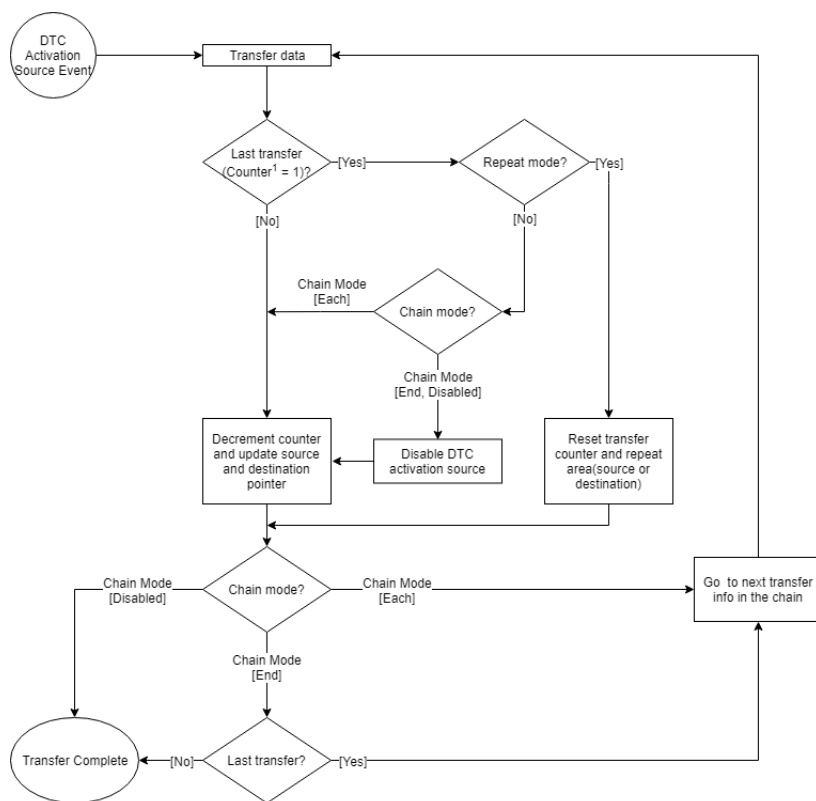 DTC
Activation
Source Event
Transfer data
Last transfer
(Counter¹ = 1)?
[Yes]
Repeat mode?
[Yes]
[No]
[No]
Chain Mode
[Each]
Chain mode?
Chain Mode
[End, Disabled]
Decrement counter
and update source
and destination
pointer
Disable DTC
activation source
Reset transfer
counter and repeat
area(source or
destination)
Chain Mode
[Disabled]
Chain mode?
Chain Mode
[Each]
Go to next transfer
info in the chain
Chain Mode
[End]
Transfer Complete
[No]
Last transfer?
[Yes]